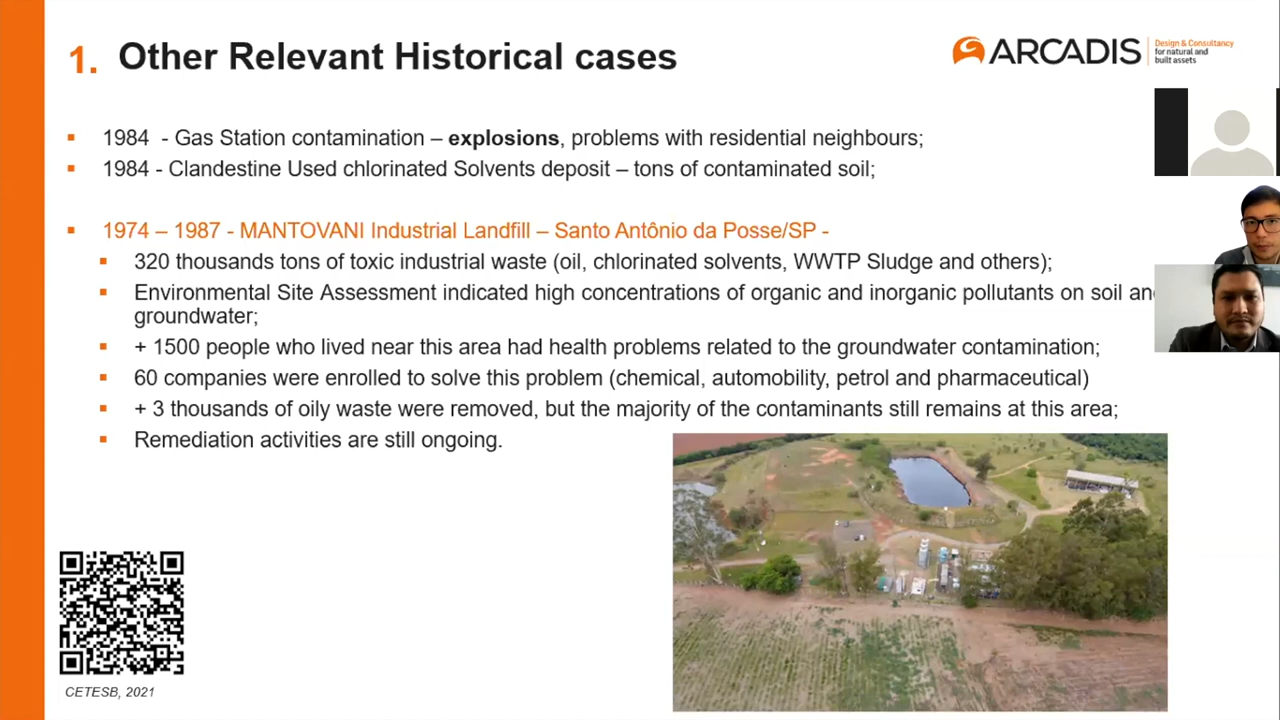 1. Other Relevant Historical cases
ARCADIS
Design & Consultancy
for natural and
built assets
1984 - Gas Station contamination – explosions, problems with residential neighbours;
1984 - Clandestine Used chlorinated Solvents deposit – tons of contaminated soil;
1974 – 1987 - MANTOVANI Industrial Landfill – Santo Antônio da Posse/SP -
320 thousands tons of toxic industrial waste (oil, chlorinated solvents, WWTP Sludge and others);
Environmental Site Assessment indicated high concentrations of organic and inorganic pollutants on soil
groundwater;
+ 1500 people who lived near this area had health problems related to the groundwater contamination;
60 companies were enrolled to solve this problem (chemical, automobility, petrol and pharmaceutical)
+ 3 thousands of oily waste were removed, but the majority of the contaminants still remains at this area;
Remediation activities are still ongoing.
CETESB, 2021